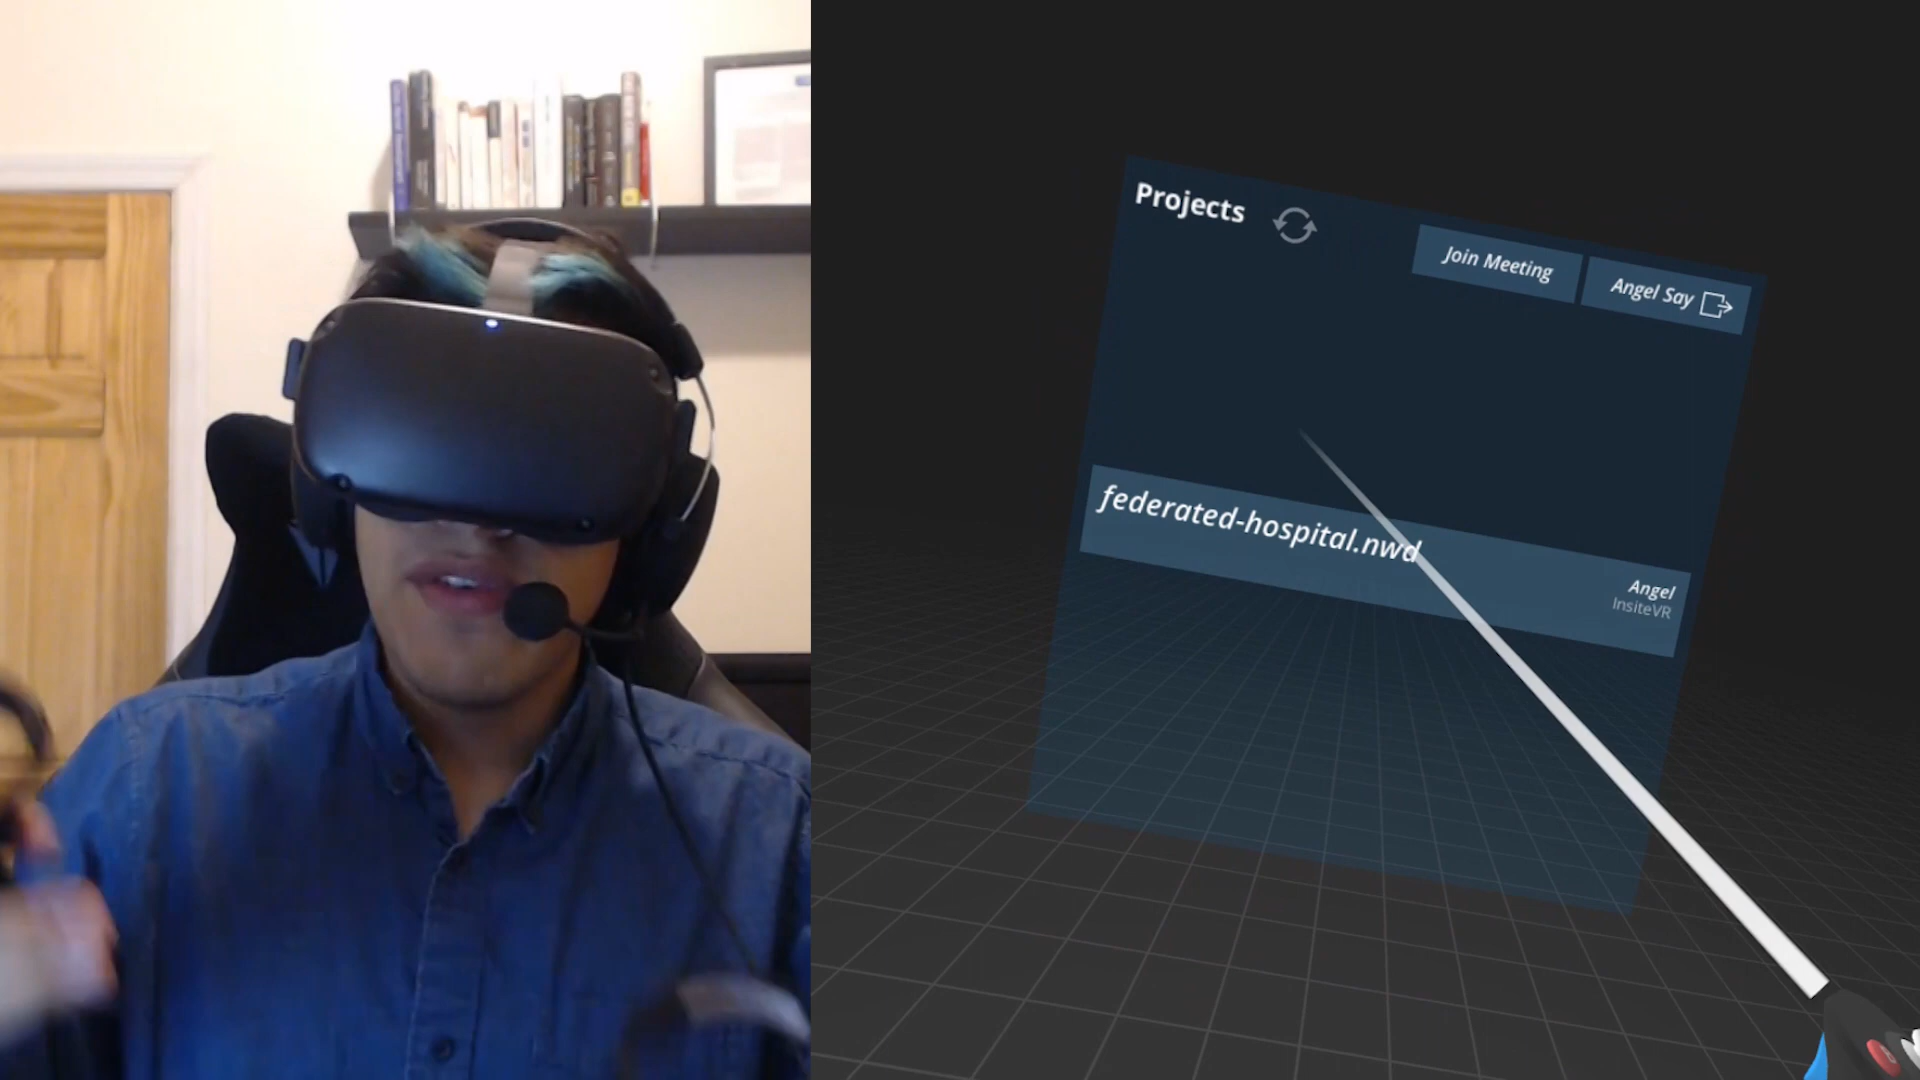 Projects
Join Meeting
Angel Say
federated-hospital.nwd
Angel
InsiteVR